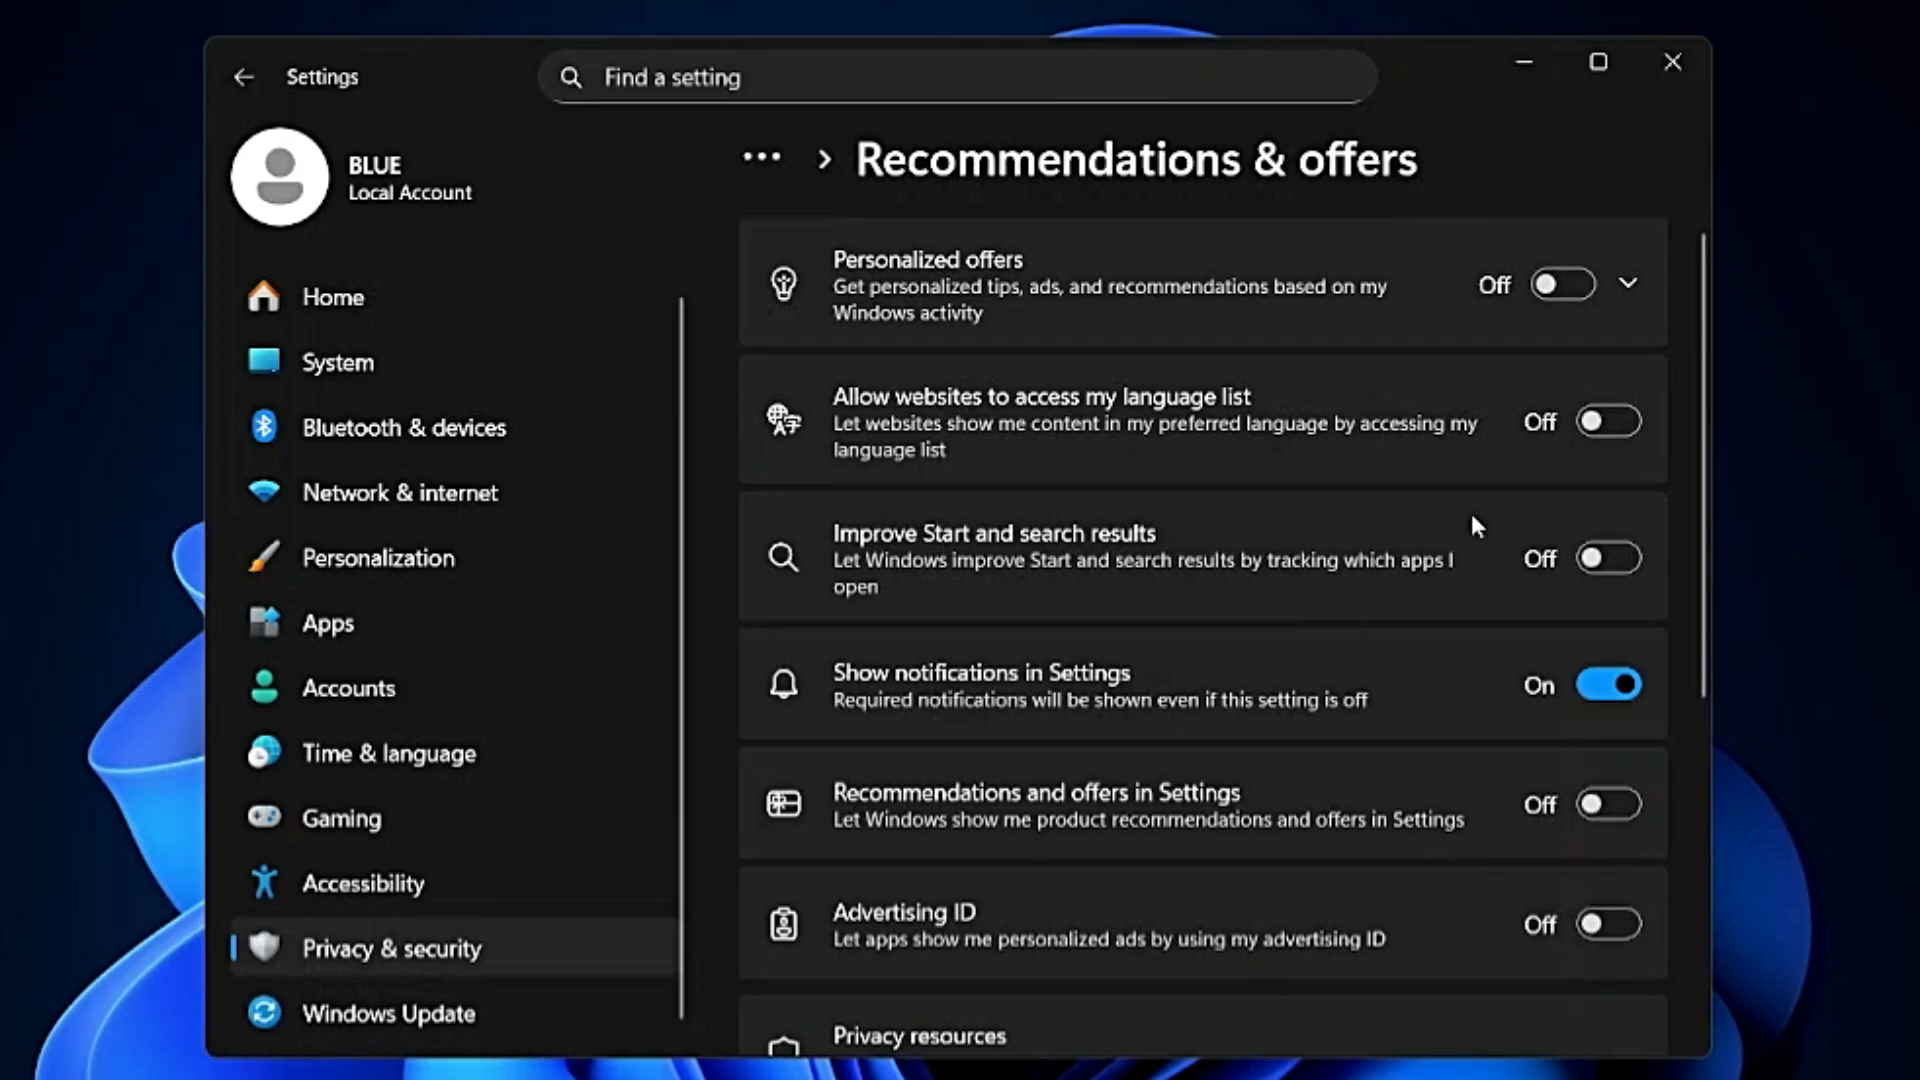 Settings
Find a setting
BLUE
Local Account
Home
System
Bluetooth & devices
Network & internet
Personalization
Apps
Accounts
Time & language
Gaming
Accessibility
Privacy & security
Windows Update
Recommendations & offers
Personalized offers
Get personalized tips, ads, and recommendations based on my
Windows activity
Off
Allow websites to access my language list
Let websites show me content in my preferred language by accessing my
language list
Off
Improve Start and search results
Let Windows improve Start and search results by tracking which apps I
open
Off
Show notifications in Settings
Required notifications will be shown even if this setting is off
On
Recommendations and offers in Settings
Let Windows show me product recommendations and offers in Settings
Off
Advertising ID
Let apps show me personalized ads by using my advertising ID
Off
Privacy resources